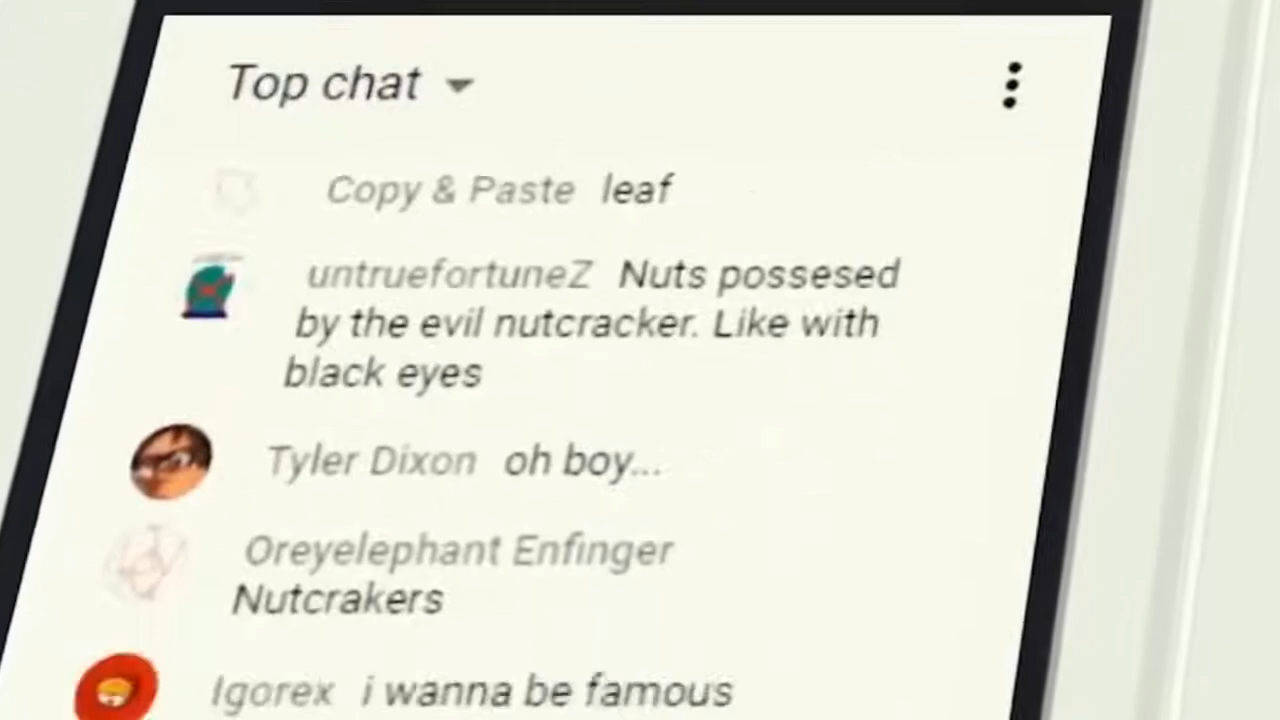 Top chat
Copy & Paste leaf
untruefortuneZ Nuts possesed
by the evil nutcracker. Like with
black eyes
Tyler Dixon oh boy...
Oreyelephant Enfinger
Nutcrakers
Igorex i wanna be famous